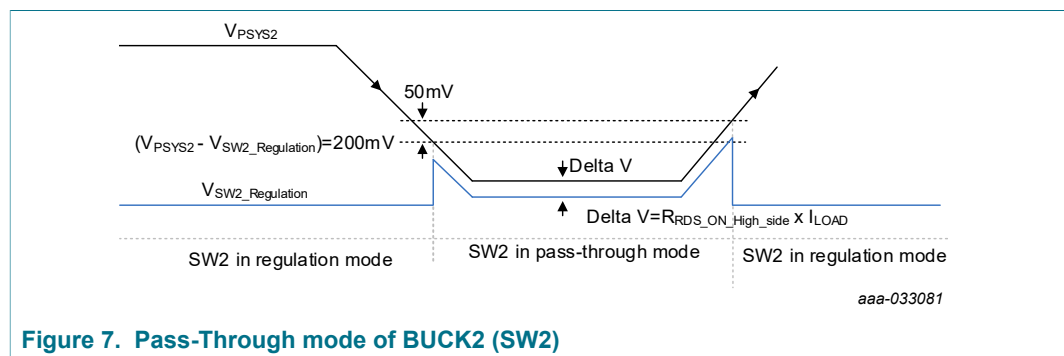 VPSYS2
50mV
(VPSYS2 - VSW2_Regulation)=200mV
Delta V
VSW2_Regulation
Delta V=RRDS_ON_High_side x ILOAD
SW2 in regulation mode
SW2 in pass-through mode
SW2 in regulation mode
aaa-033081
Figure 7. Pass-Through mode of BUCK2 (SW2)